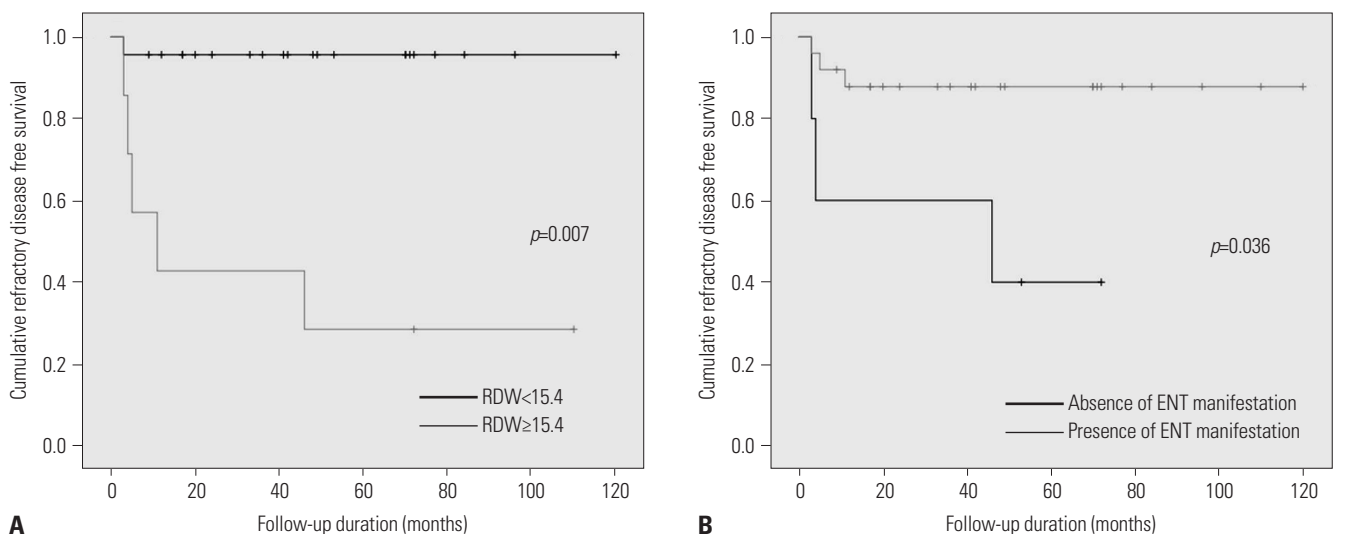 Cumulative refractory disease free survival
1.0
0.8
0.6
0.4
0.2
0.0
p=0.007
RDW<15.4
RDW≥15.4
0 20 40 60 80 100 120
Follow-up duration (months)
A
Cumulative refractory disease free survival
1.0
0.8
0.6
0.4
0.2
0.0
p=0.036
Absence of ENT manifestation
Presence of ENT manifestation
0 20 40 60 80 100 120
Follow-up duration (months)
B